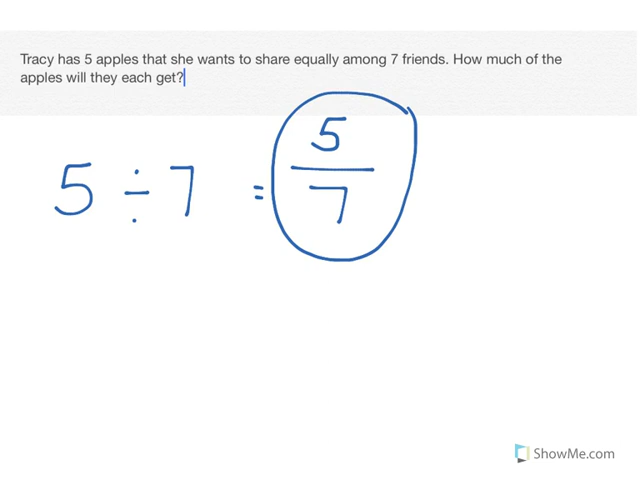 Tracy has 5 apples that she wants to share equally among 7 friends. How much of the
apples will they each get?
5 ÷ 7 = 5/7
ShowMe.com